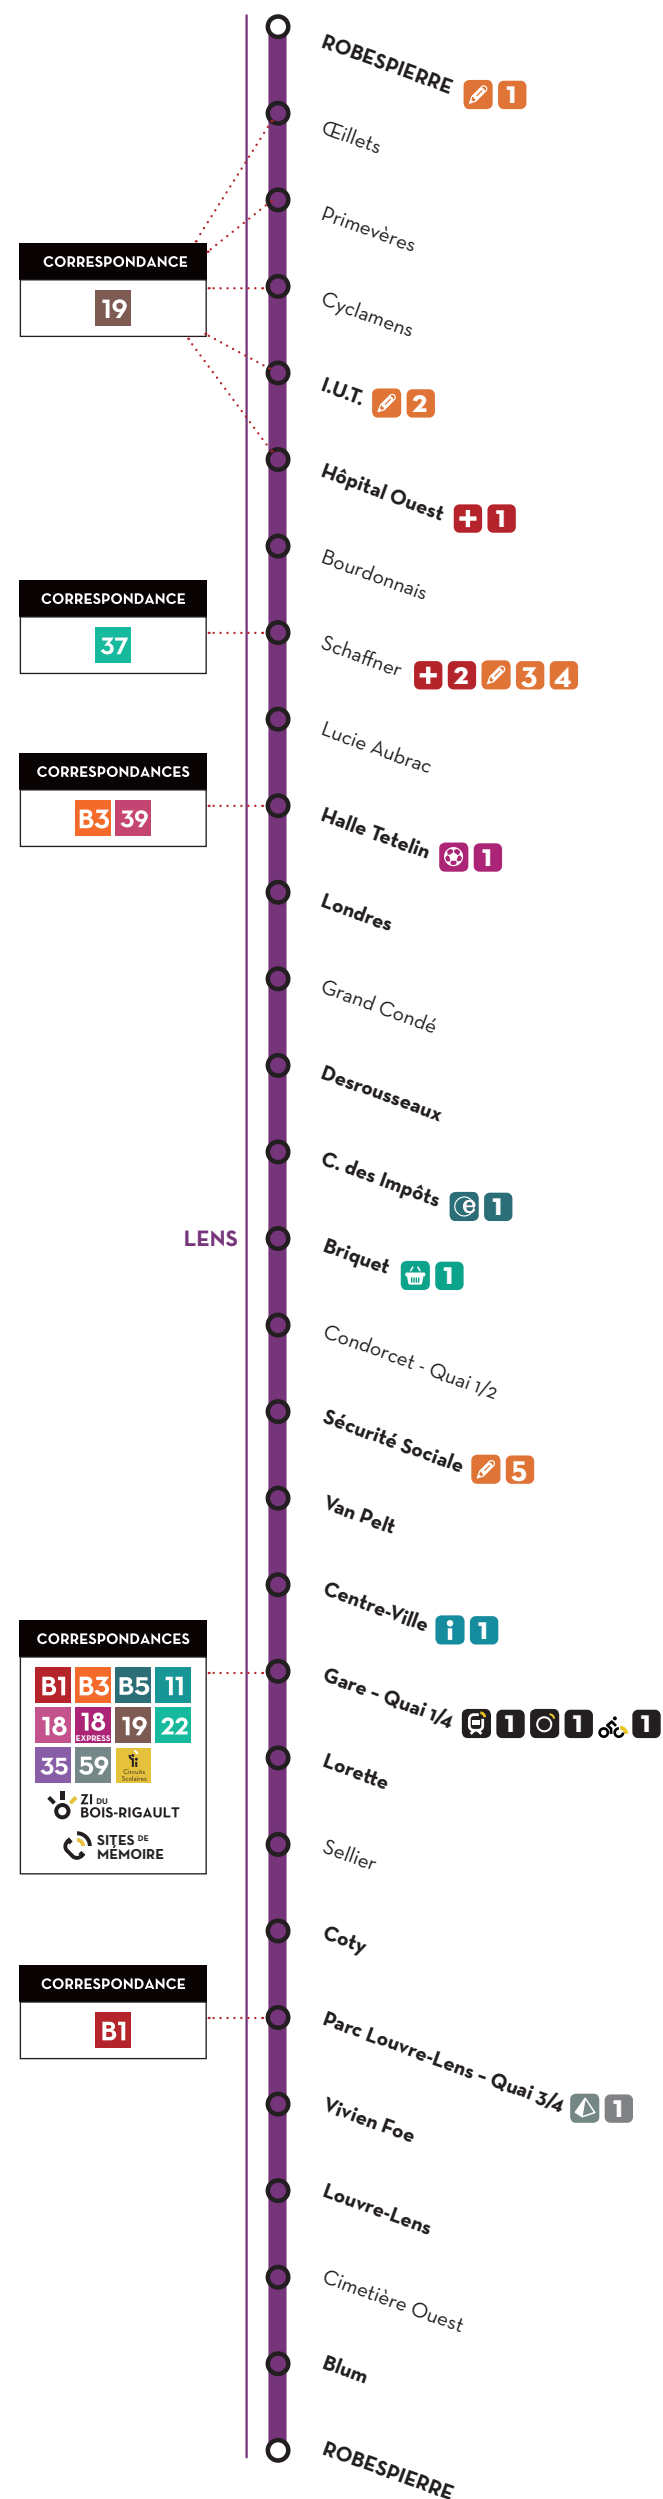 ROBESPIERRE 1
Œillets
Primevères
CORRESPONDANCE
19
Cyclamens
I.U.T. 2
Hôpital Ouest 1
Bourdonnais
CORRESPONDANCE
37
Schaffner 2 3 4
Lucie Aubrac
CORRESPONDANCES
B3 39
Halle Tetelin 1
Londres
Grand Condé
Desrousseaux
C. des Impôts e 1
LENS
Briquet 1
Condorcet - Quai 1/2
Sécurité Sociale 5
Van Pelt
Centre-Ville i 1
CORRESPONDANCES
B1 B3 B5 11
18 18 EXPRESS 19 22
35 59 Circuits Scolaires
ZI DU
BOIS-RIGAULT
SITES DE
MÉMOIRE
Gare - Quai 1/4 1 1 1
Lorette
Sellier
Coty
CORRESPONDANCE
B1
Parc Louvre-Lens - Quai 3/4 1
Vivien Foe
Louvre-Lens
Cimetière Ouest
Blum
ROBESPIERRE